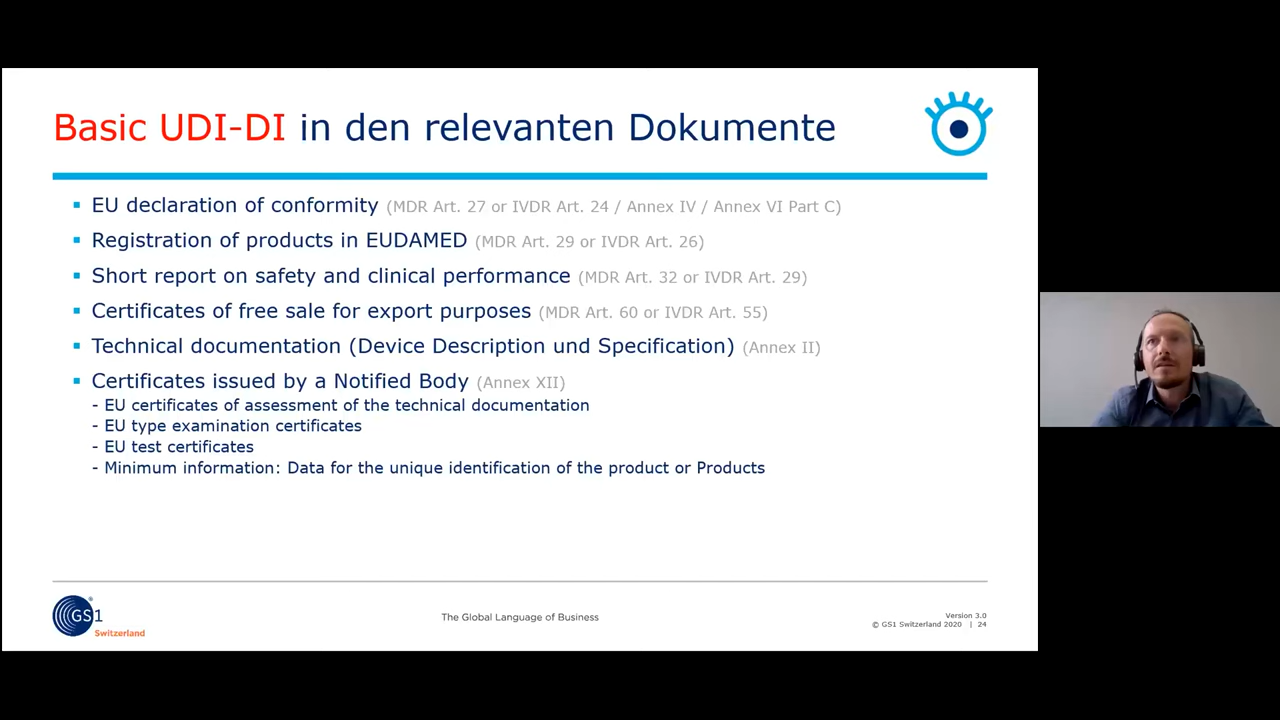 Basic UDI-DI in den relevanten Dokumente
EU declaration of conformity (MDR Art. 27 or IVDR Art. 24 / Annex IV / Annex VI Part C)
Registration of products in EUDAMED (MDR Art. 29 or IVDR Art. 26)
Short report on safety and clinical performance (MDR Art. 32 or IVDR Art. 29)
Certificates of free sale for export purposes (MDR Art. 60 or IVDR Art. 55)
Technical documentation (Device Description und Specification) (Annex II)
Certificates issued by a Notified Body (Annex XII)
- EU certificates of assessment of the technical documentation
- EU type examination certificates
- EU test certificates
- Minimum information: Data for the unique identification of the product or Products
GS1 ®
Switzerland
The Global Language of Business
Version 3.0
© GS1 Switzerland 2020 | 24